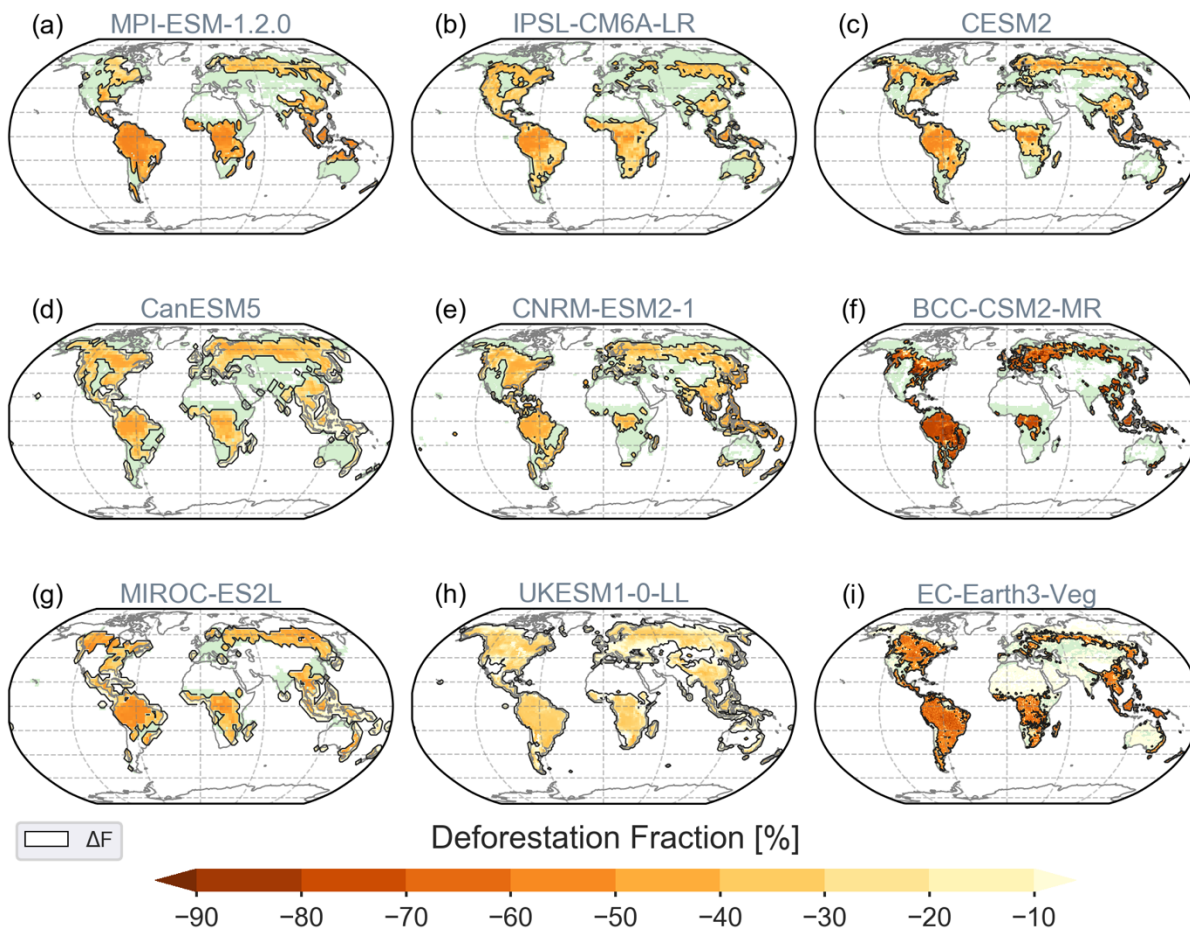 (a) MPI-ESM-1.2.0
(b) IPSL-CM6A-LR
(c) CESM2
(d) CanESM5
(e) CNRM-ESM2-1
(f) BCC-CSM2-MR
(g) MIROC-ES2L
(h) UKESM1-0-LL
(i) EC-Earth3-Veg
ΔF
Deforestation Fraction [%]
−90 −80 −70 −60 −50 −40 −30 −20 −10